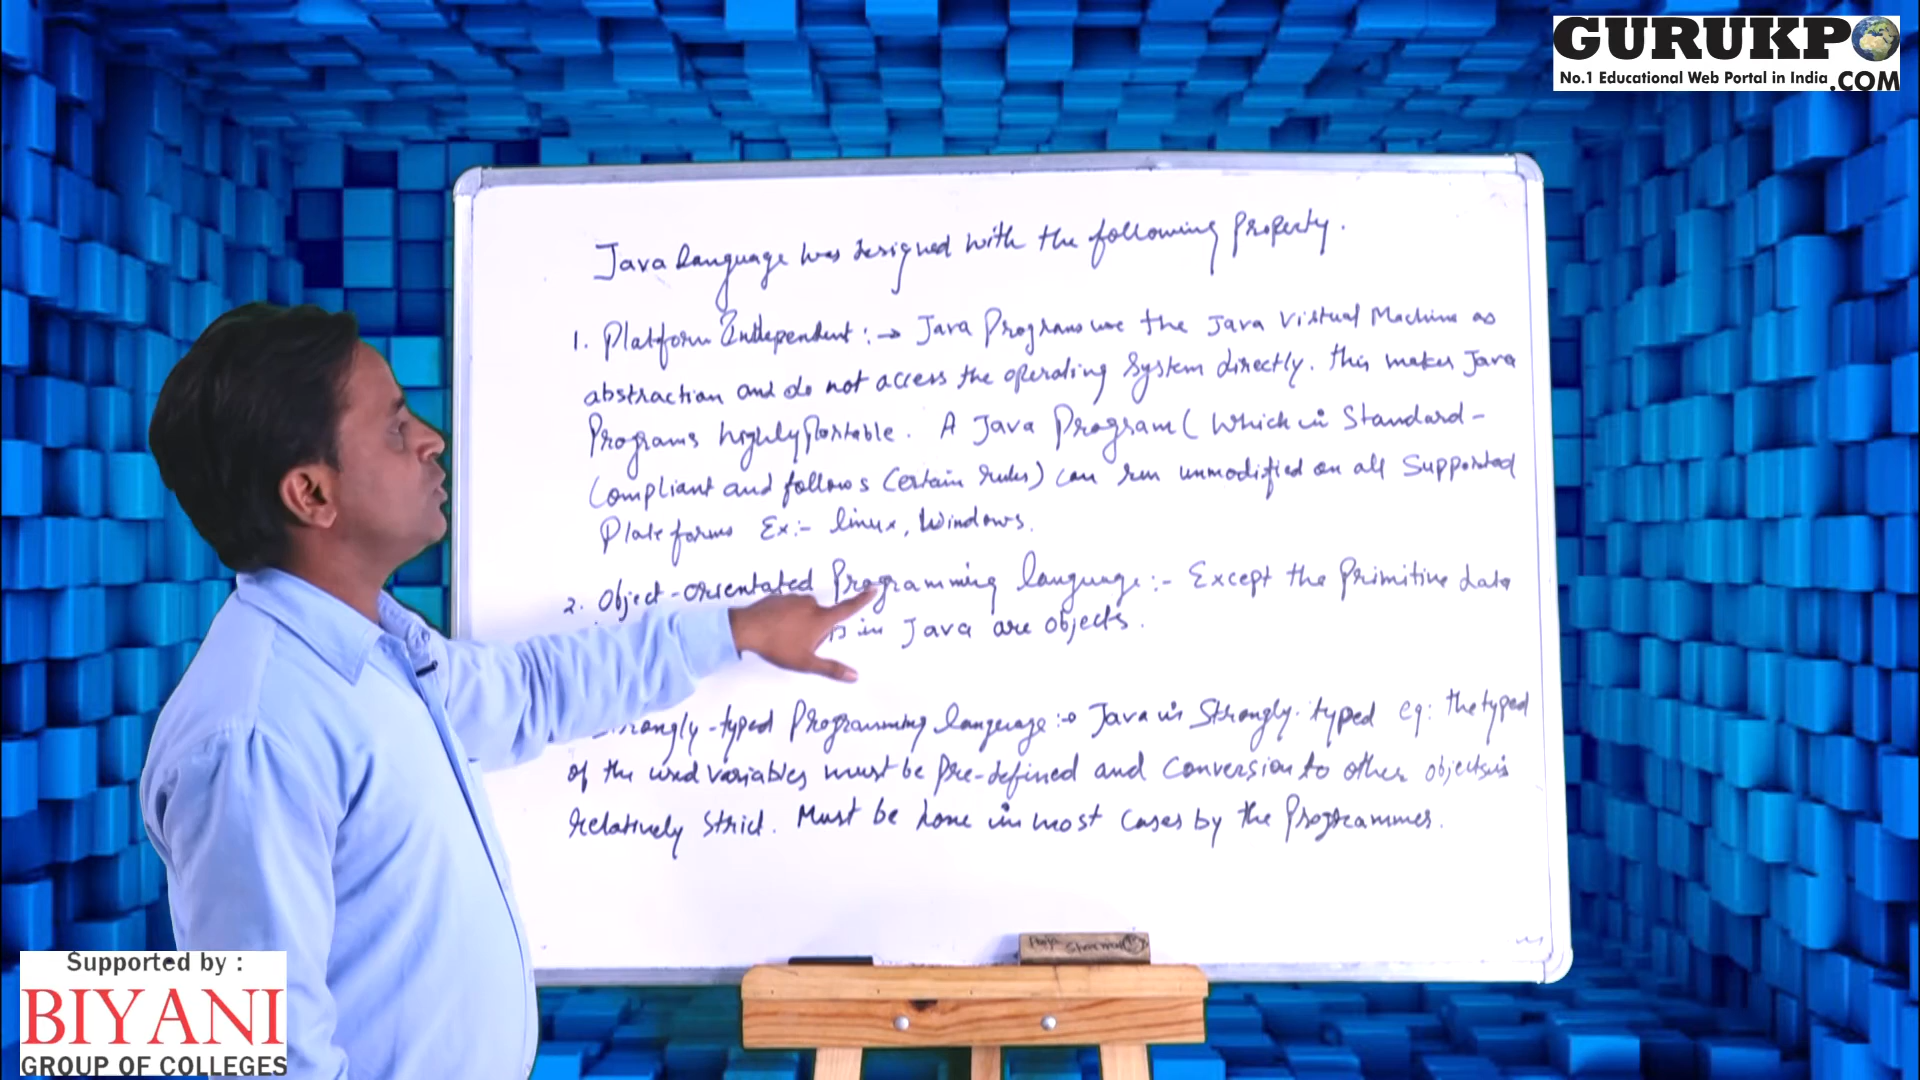 GURUKPO
No.1 Educational Web Portal in India .COM
Java language was designed with the following Property.
1. Platform Independent :→ Java Programs use the Java Virtual Machine as
abstraction and do not access the operating System directly. this makes Java
Programs highly Portable. A Java Program ( Which is Standard-
Compliant and follows Certain rules) can run unmodified on all Supported
Plateforms Ex:- linux, Windows.
2. Object-orientated Programming language :- Except the Primitive data
in Java are objects.
Strongly-typed Programming language :→ Java is Strongly-typed eg: the typed
of the used variables must be Pre-defined and conversion to other objects is
relatively strict. Must be done in most cases by the Programmer.
Supported by :
BIYANI
GROUP OF COLLEGES